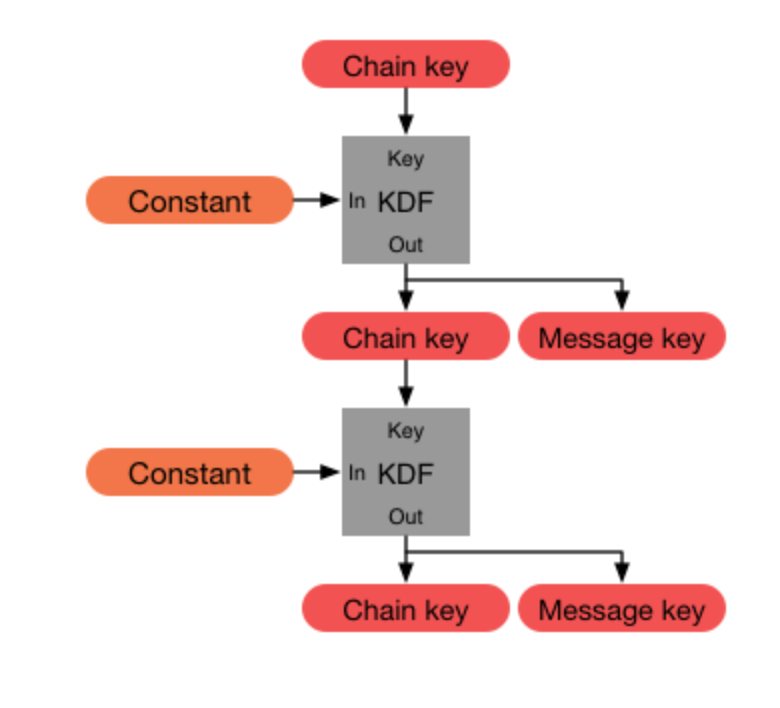 Chain key
Key
Constant
In KDF
Out
Chain key Message key
Key
Constant
In KDF
Out
Chain key Message key